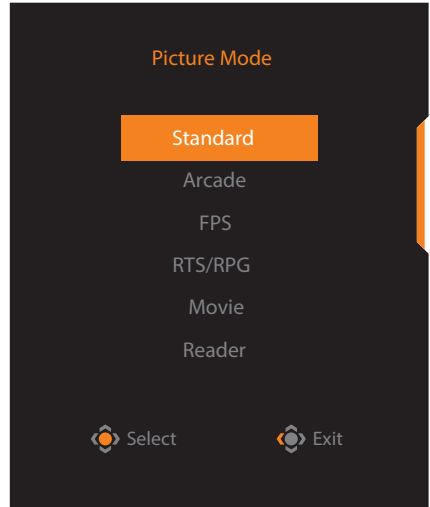 Picture Mode
Standard
Arcade
FPS
RTS/RPG
Movie
Reader
Select Exit